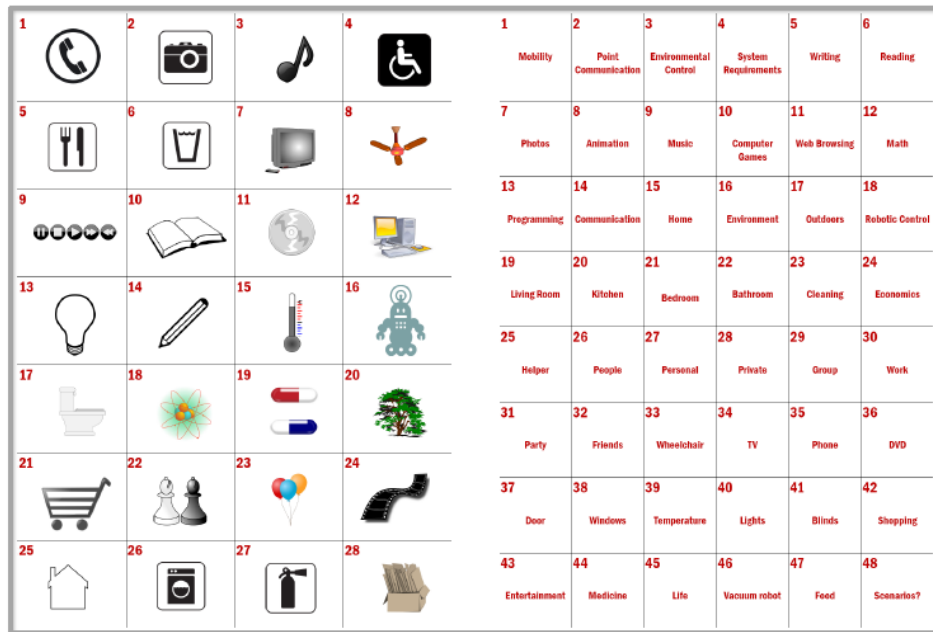 1 2 3 4
5 6 7 8
9 10 11 12
13 14 15 16
17 18 19 20
21 22 23 24
25 26 27 28
1 2 3 4 5 6
Mobility Point Communication Environmental Control System Requirements Writing Reading
7 8 9 10 11 12
Photos Animation Music Computer Games Web Browsing Math
13 14 15 16 17 18
Programming Communication Home Environment Outdoors Robotic Control
19 20 21 22 23 24
Living Room Kitchen Bedroom Bathroom Cleaning Economics
25 26 27 28 29 30
Helper People Personal Private Group Work
31 32 33 34 35 36
Party Friends Wheelchair TV Phone DVD
37 38 39 40 41 42
Door Windows Temperature Lights Blinds Shopping
43 44 45 46 47 48
Entertainment Medicine Life Vacuum robot Feed Scenarios?